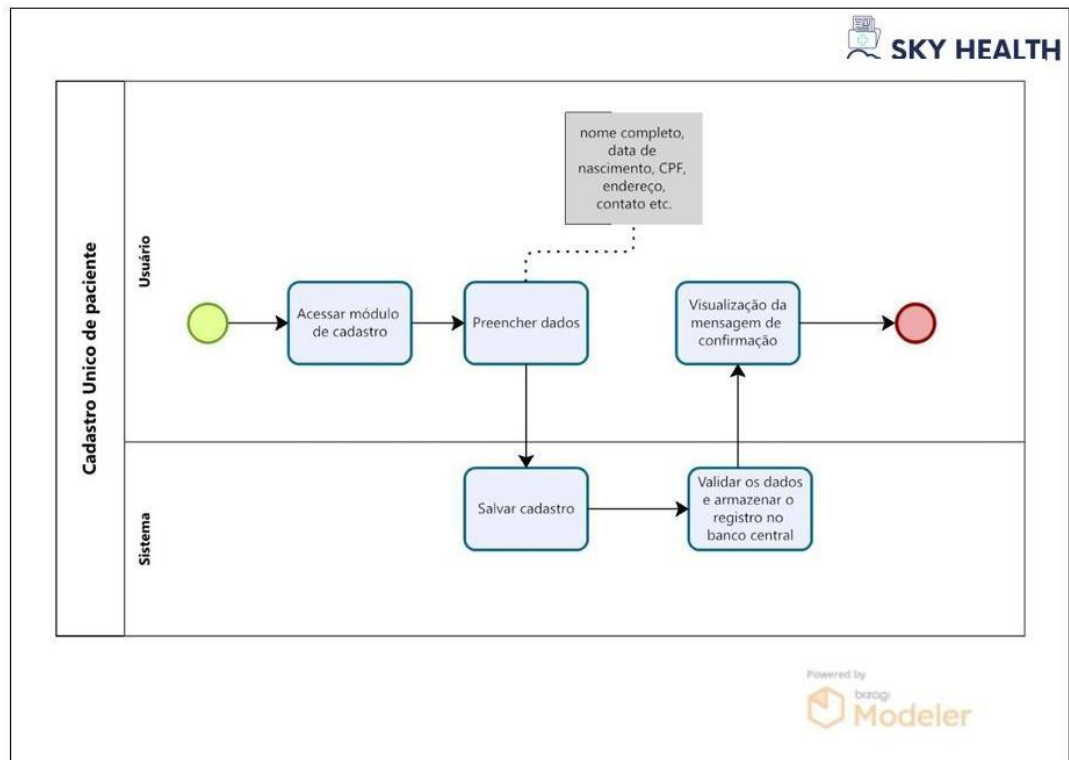 SKY HEALTH
Cadastro Unico de paciente
Usuário
nome completo,
data de
nascimento, CPF,
endereço,
contato etc.
Acessar módulo
de cadastro
Preencher dados
Visualização da
mensagem de
confirmação
Sistema
Salvar cadastro
Validar os dados
e armazenar o
registro no
banco central
Powered by
bizagi
Modeler